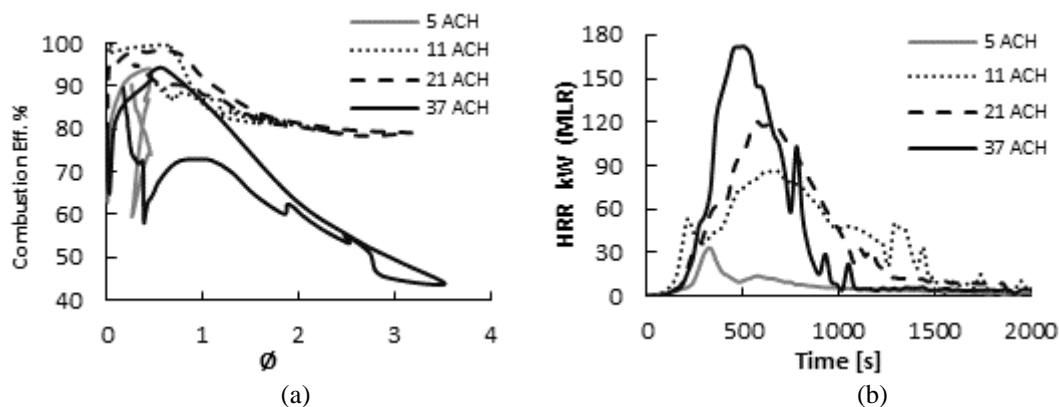 Combustion Eff. %
100
90
80
70
60
50
40
0
1
2
3
4
Ø
5 ACH
11 ACH
21 ACH
37 ACH
(a)
HRR kW (MLR)
180
150
120
90
60
30
0
0
500
1000
1500
2000
Time [s]
5 ACH
11 ACH
21 ACH
37 ACH
(b)